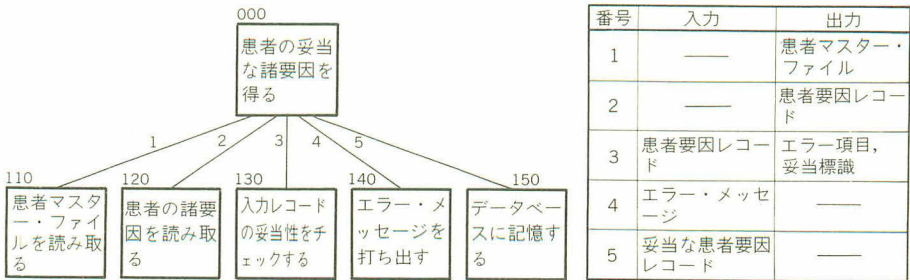 000
患者の妥当
な諸要因を
得る
1
2
3
4
5
110
患者マスタ
ー・ファイ
ルを読み取
る
120
患者の諸要
因を読み取
る
130
入力レコード
の妥当性をチ
ェックする
140
エラー・メ
ッセージを
打ち出す
150
データベー
スに記憶す
る
番号 入力 出力
1 —— 患者マスター・
ファイル
2 —— 患者要因レコー
ド
3 患者要因レコー エラー項目,
ド 妥当標識
4 エラー・メッセ ——
ージ
5 妥当な患者要因 ——
レコード